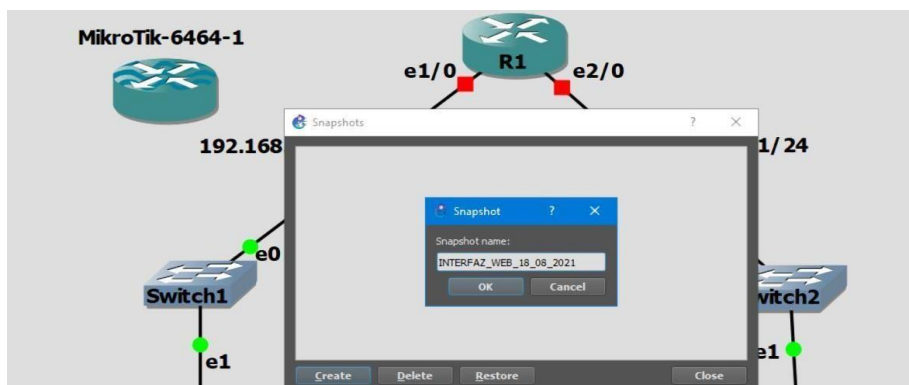 MikroTik-6464-1
R1
e1/0
e2/0
Snapshots ? ×
192.168
1/24
Snapshot ? ×
Snapshot name:
INTERFAZ_WEB_18_08_2021
OK Cancel
e0
Switch1
witch2
e1
e1
Create Delete Restore Close